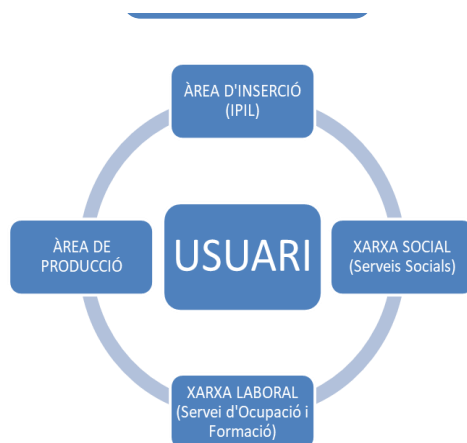 ÀREA D'INSERCIÓ
(IPIL)
ÀREA DE
PRODUCCIÓ
USUARI
XARXA SOCIAL
(Serveis Socials)
XARXA LABORAL
(Servei d'Ocupació i
Formació)